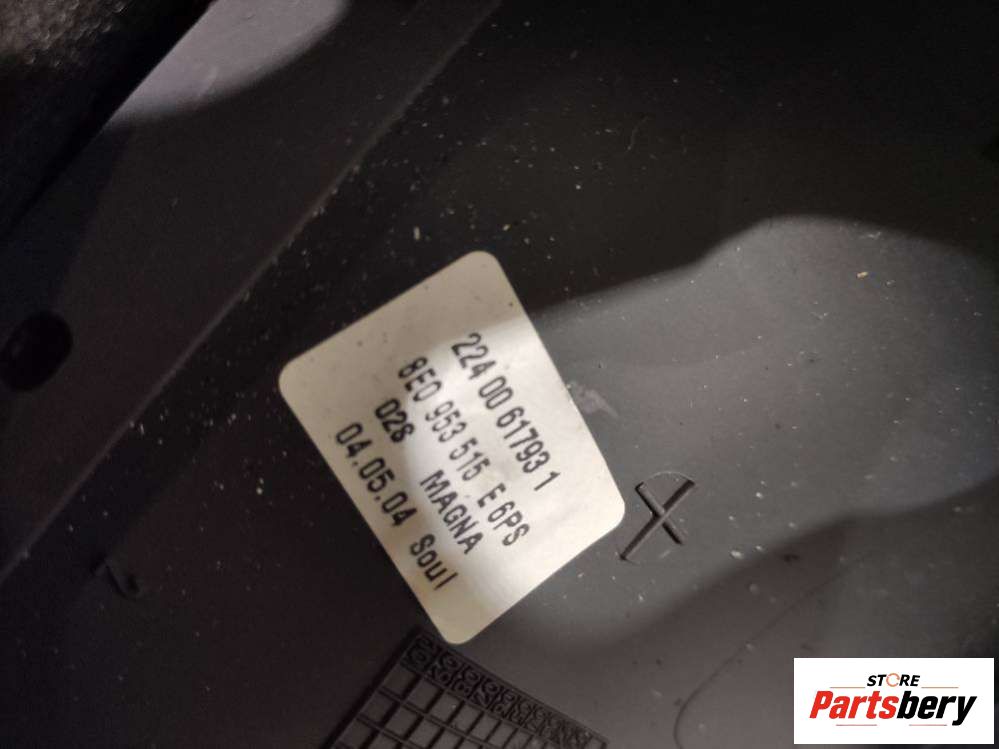 224 00 61793 1
8E0 953 515 E 6PS
02S MAGNA
04.05.04 Soul
STORE
Partsbery